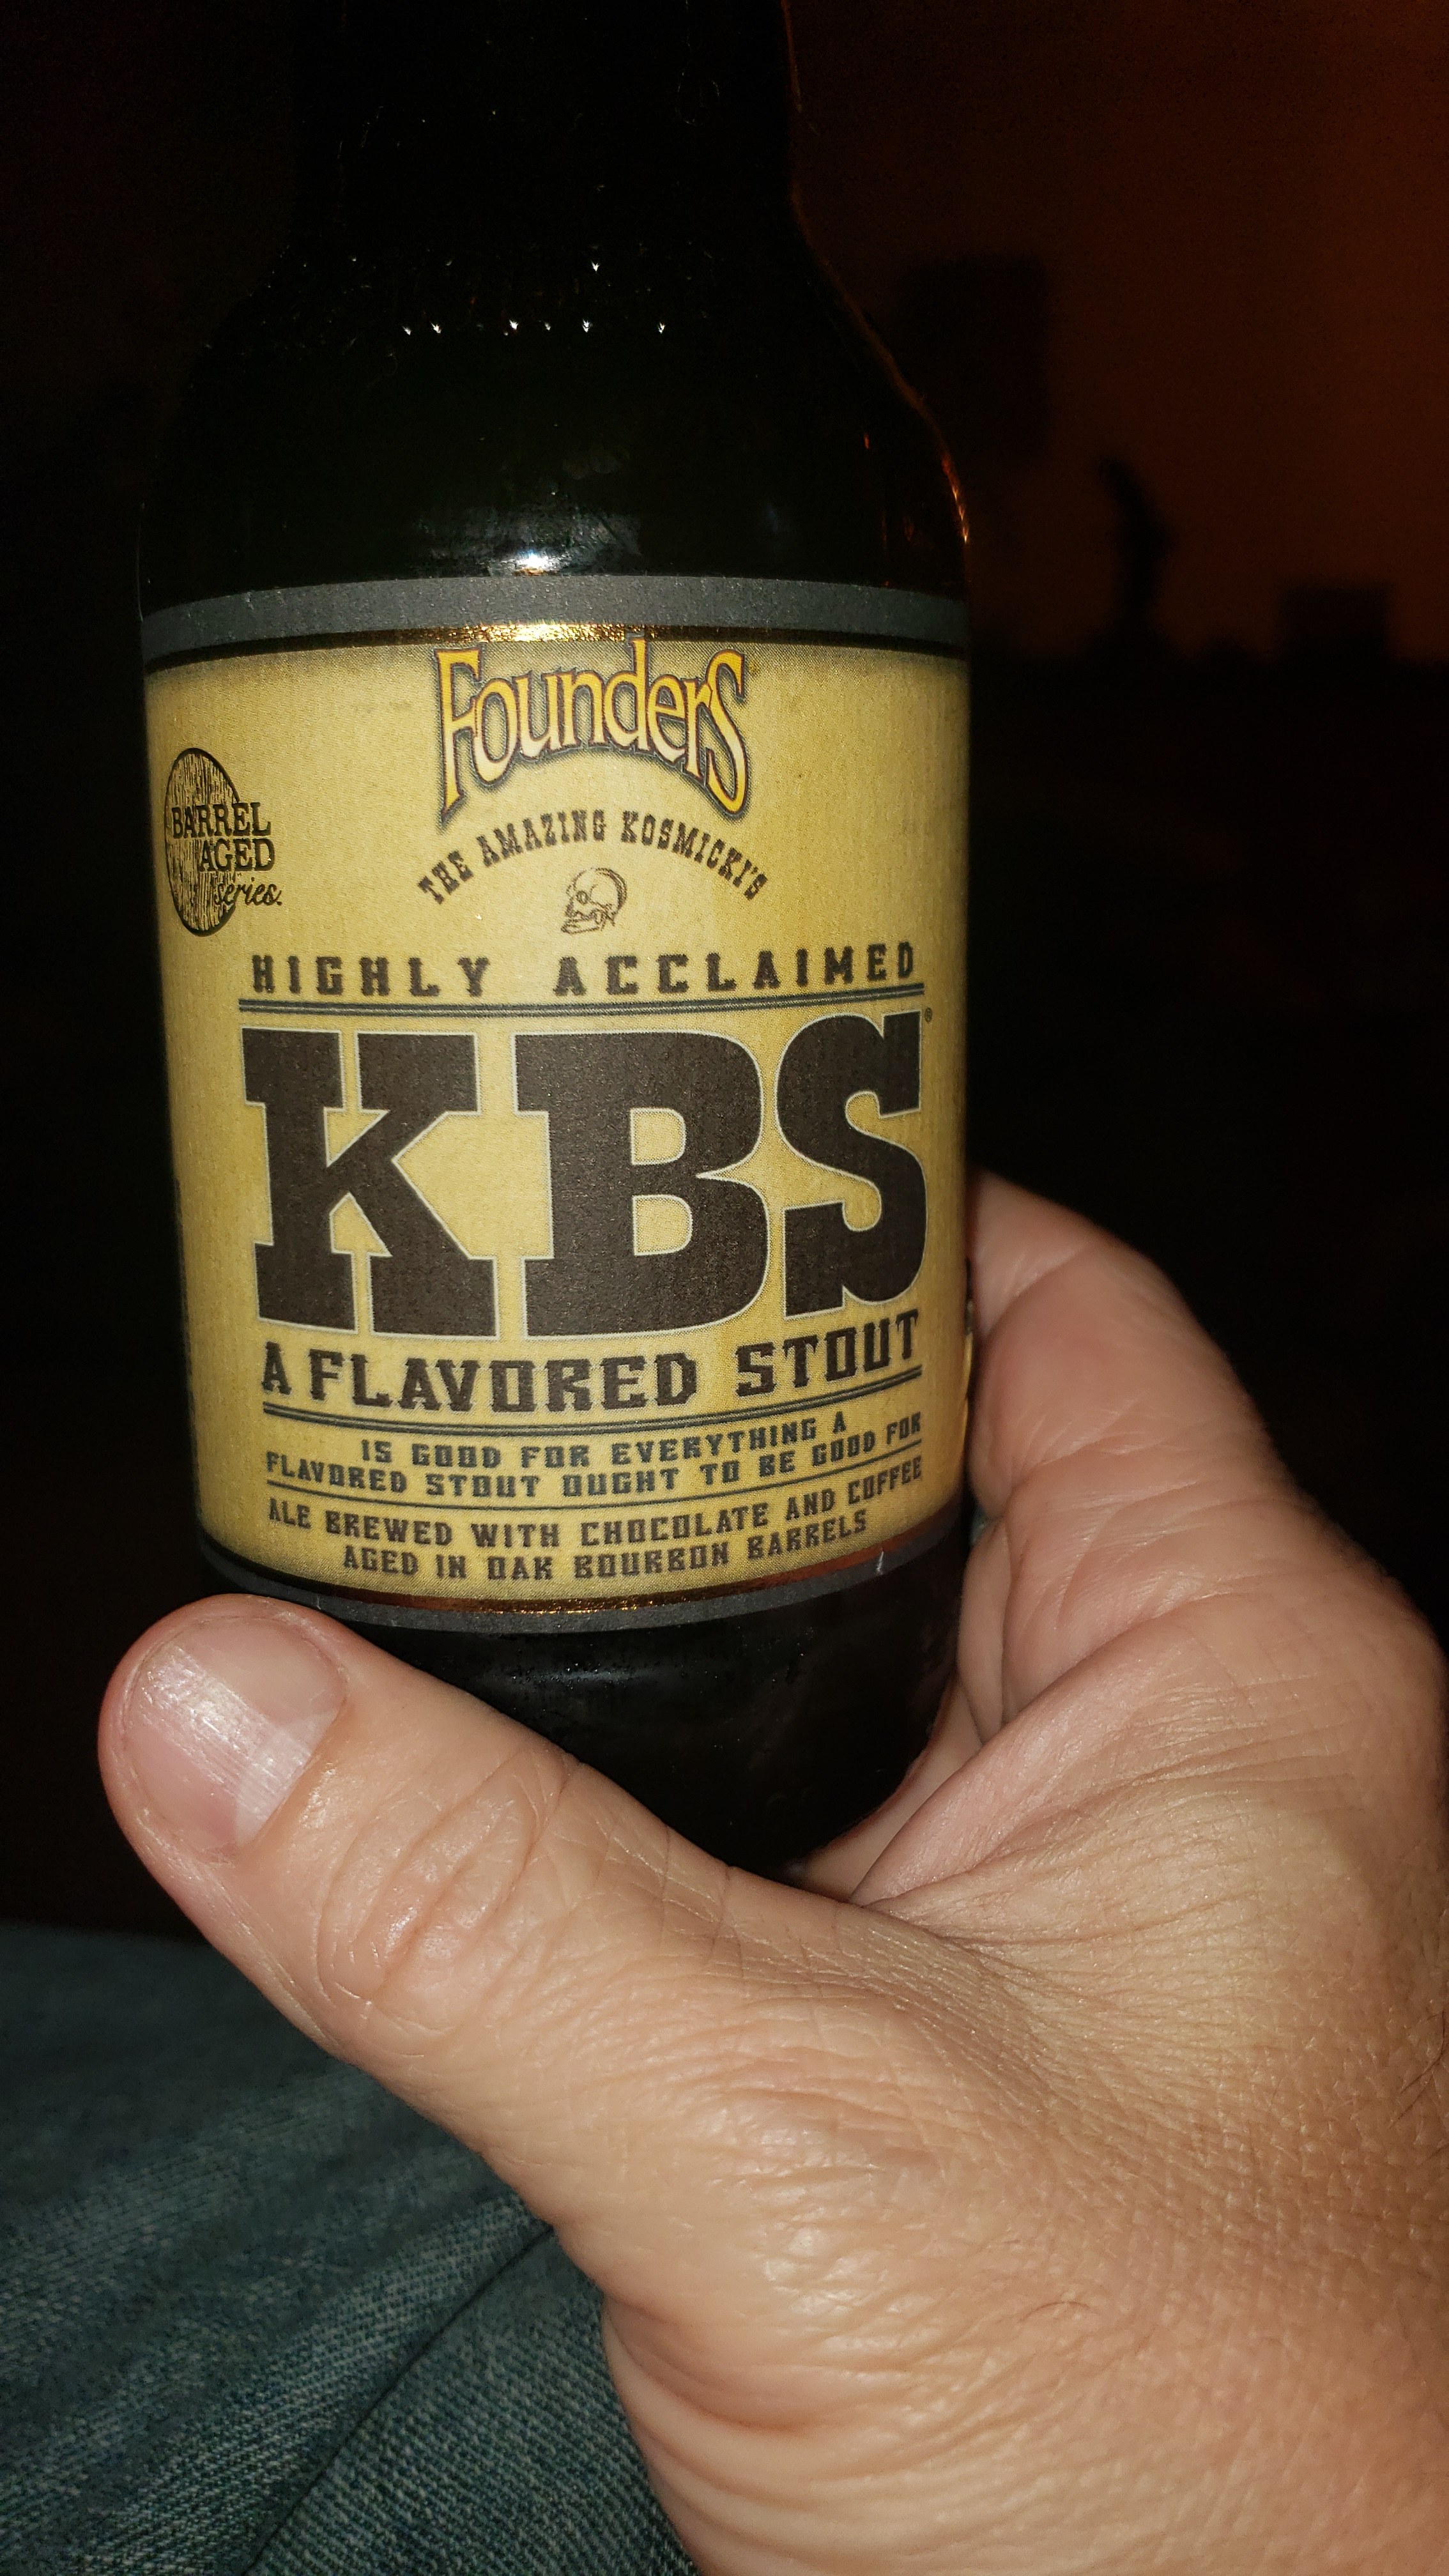 Founders
THE AMAZING KOSMICKI'S
BARREL
AGED
series.
HIGHLY ACCLAIMED
KBS®
A FLAVORED STOUT
IS GOOD FOR EVERYTHING A
FLAVORED STOUT OUGHT TO BE GOOD FOR
ALE BREWED WITH CHOCOLATE AND COFFEE
AGED IN OAK BOURBON BARRELS